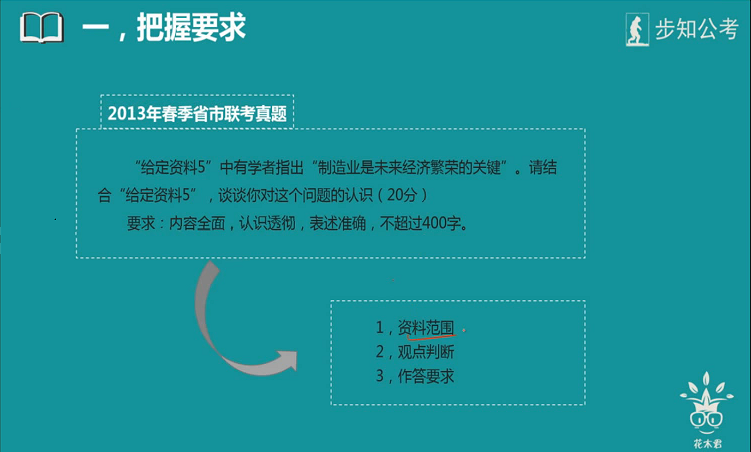 一，把握要求
步知公考
2013年春季省市联考真题
“给定资料5”中有学者指出“制造业是未来经济繁荣的关键”。请结
合“给定资料5”，谈谈你对这个问题的认识（20分）
要求：内容全面，认识透彻，表述准确，不超过400字。
1，资料范围
2，观点判断
3，作答要求
花木君